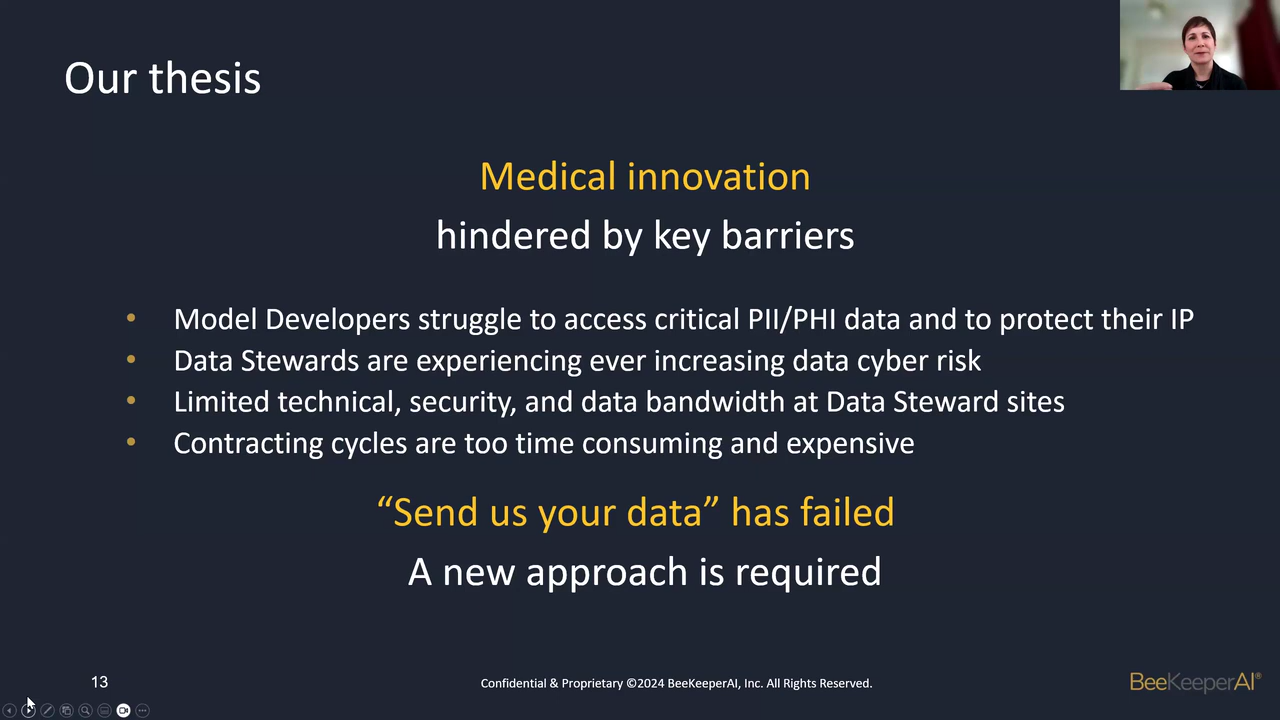 Our thesis
Medical innovation
hindered by key barriers
• Model Developers struggle to access critical PII/PHI data and to protect their IP
• Data Stewards are experiencing ever increasing data cyber risk
• Limited technical, security, and data bandwidth at Data Steward sites
• Contracting cycles are too time consuming and expensive
“Send us your data” has failed
A new approach is required
13
Confidential & Proprietary ©2024 BeeKeeperAI, Inc. All Rights Reserved.
BeeKeeperAI®